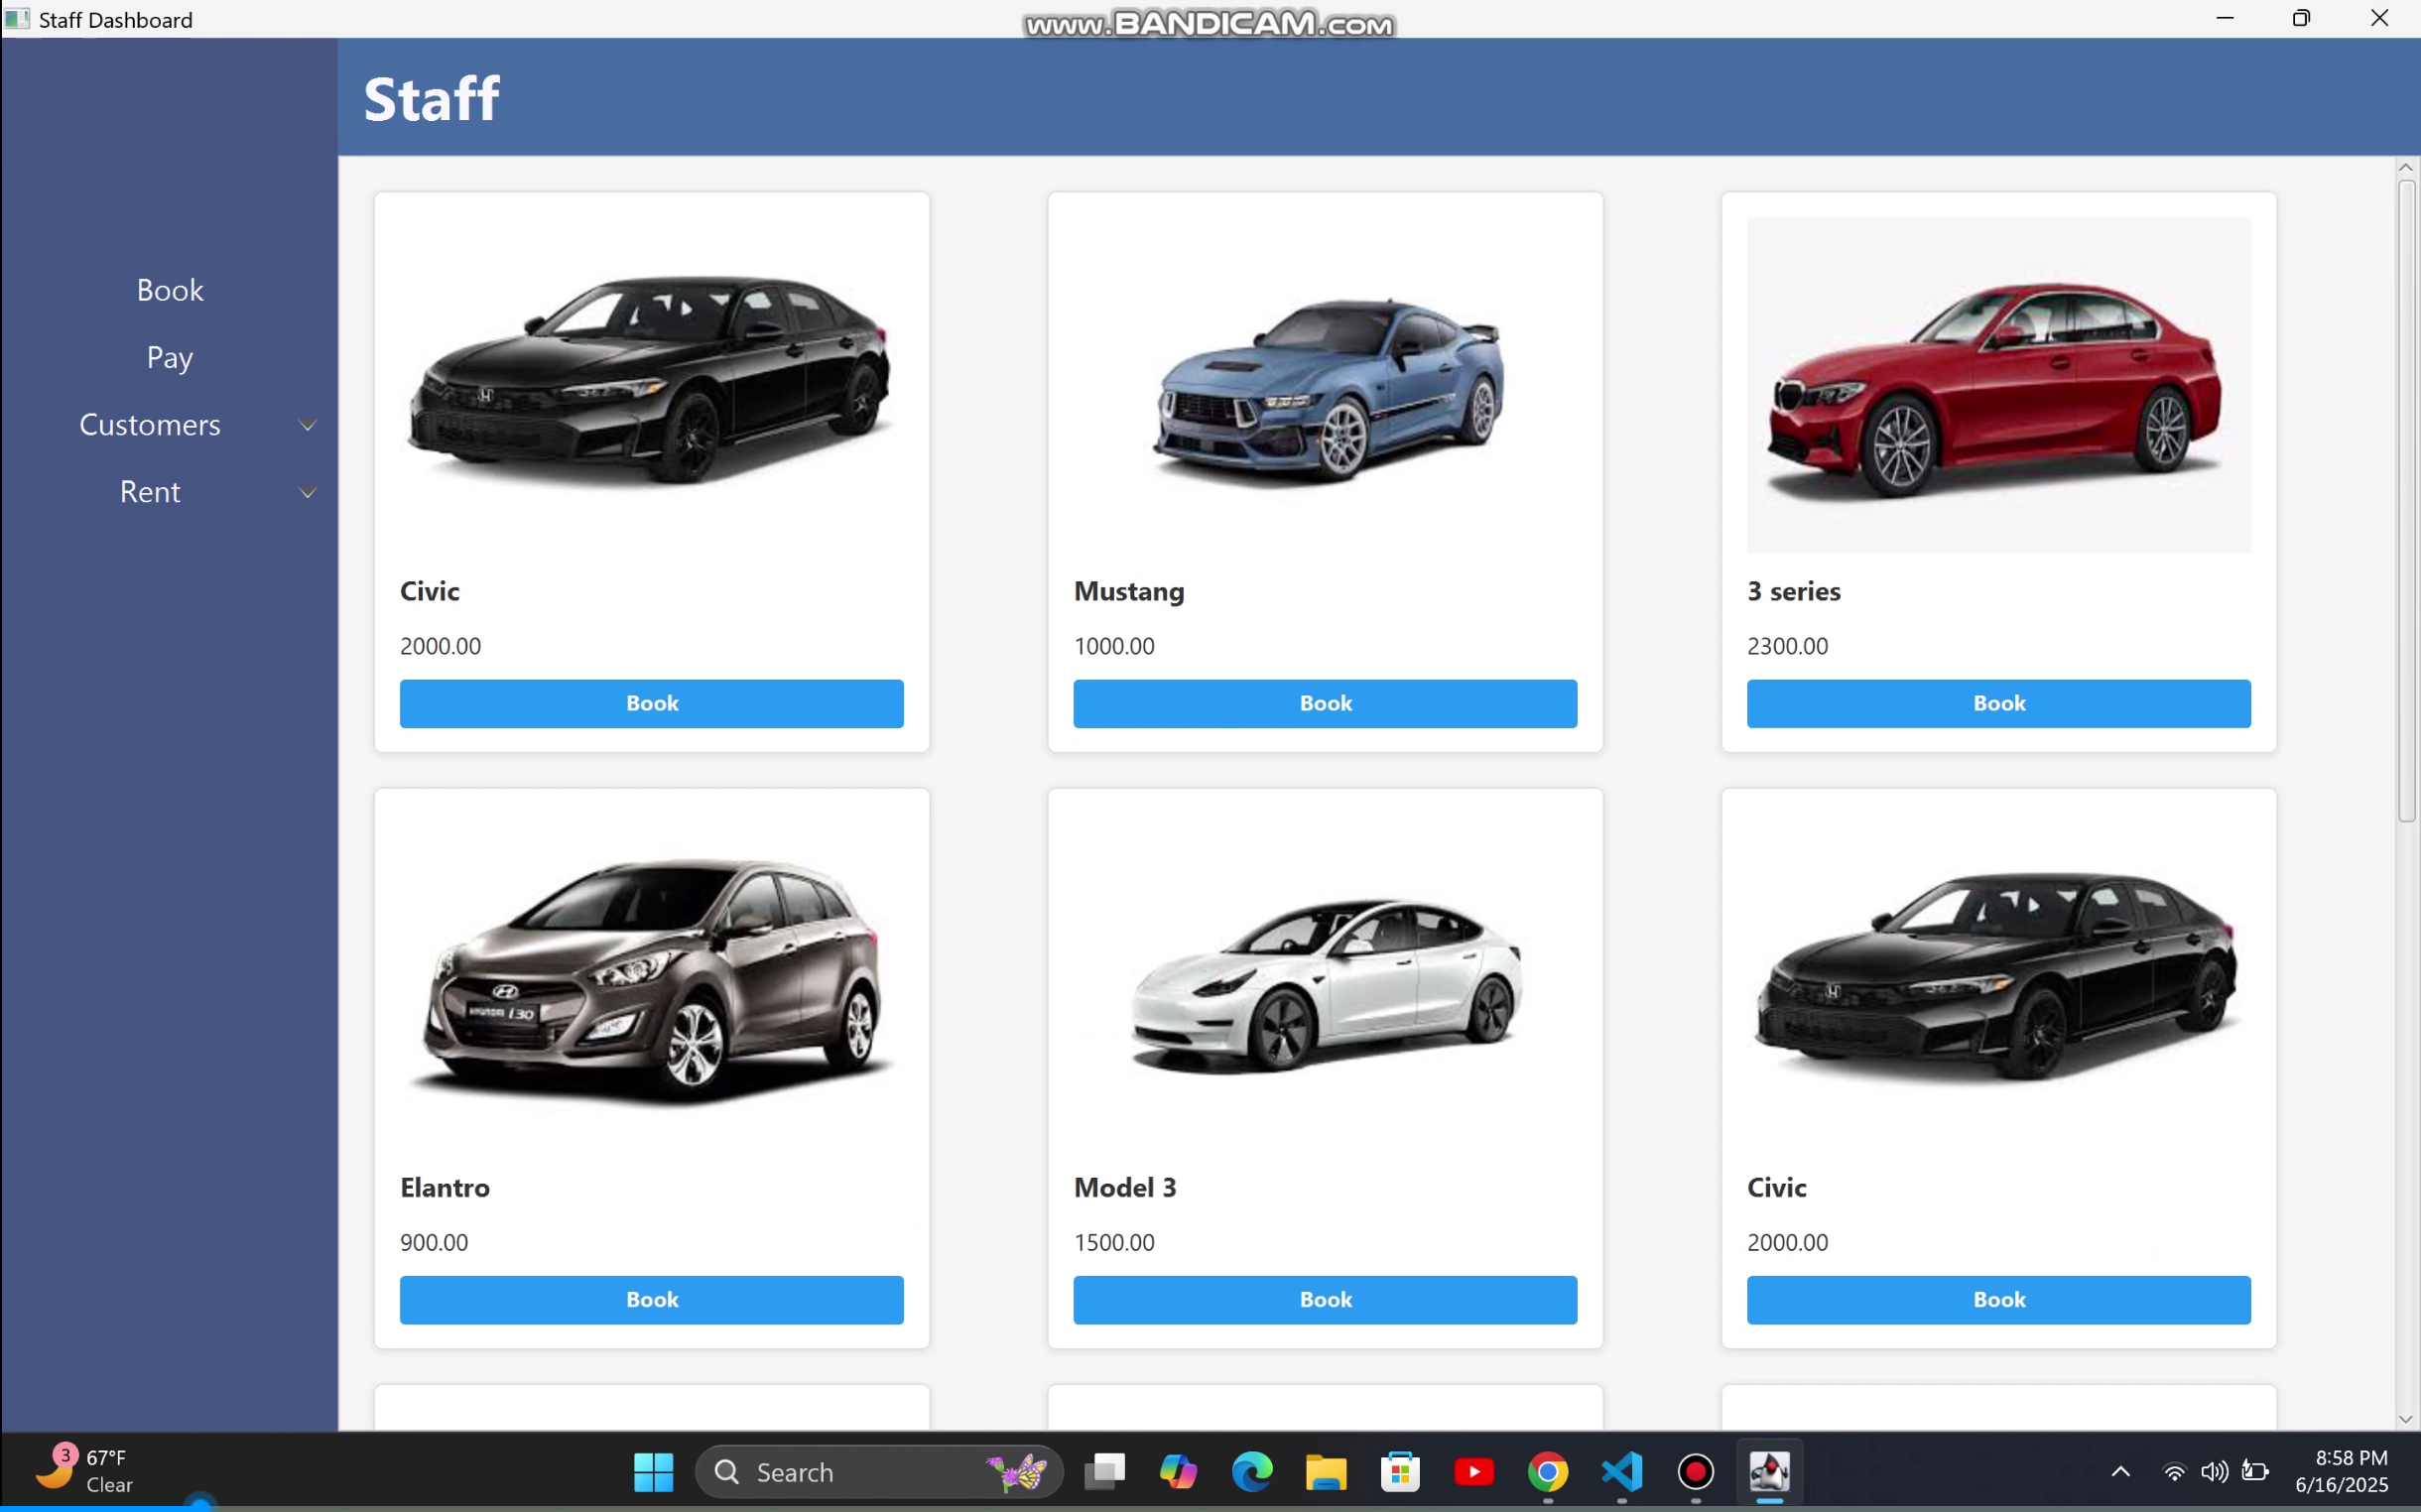 Staff Dashboard
www.BANDICAM.com
Staff
Book
Pay
Customers
Rent
Civic
2000.00
Book
Mustang
1000.00
Book
3 series
2300.00
Book
HYUNDAI i30
Elantro
900.00
Book
Model 3
1500.00
Book
Civic
2000.00
Book
3
67°F
Clear
Search
8:58 PM
6/16/2025